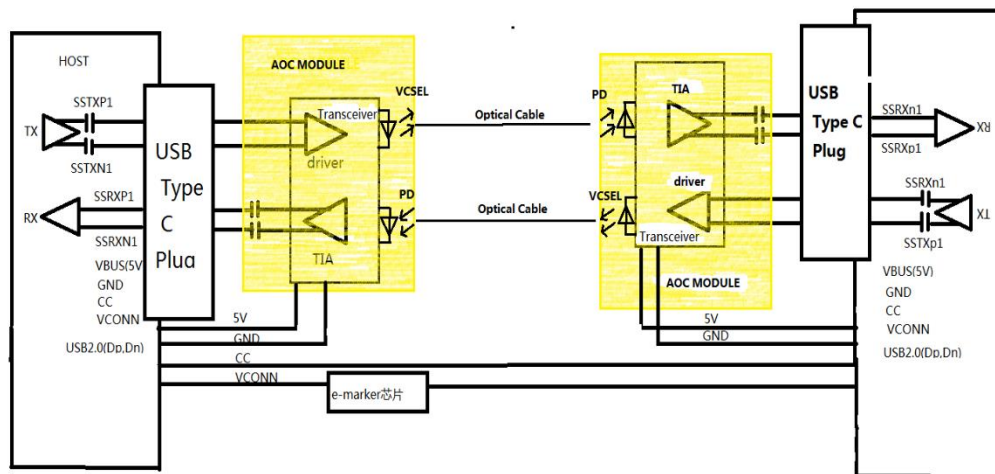 HOST
SSTXP1
TX
SSTXN1
SSRXP1
RX
SSRXN1
VBUS(5V)
GND
CC
VCONN
USB2.0(Dp,Dn)
USB
Type
C
Plug
AOC MODULE
Transceiver
VCSEL
driver
PD
TIA
5V
GND
CC
VCONN
e-marker芯片
Optical Cable
Optical Cable
AOC MODULE
PD
TIA
VCSEL
driver
Transceiver
AOC MODULE
5V
GND
USB
Type C
Plug
SSRXn1
RX
SSRXp1
SSRXn1
TX
SSTXp1
VBUS(5V)
GND
CC
VCONN
USB2.0(Dp,Dn)